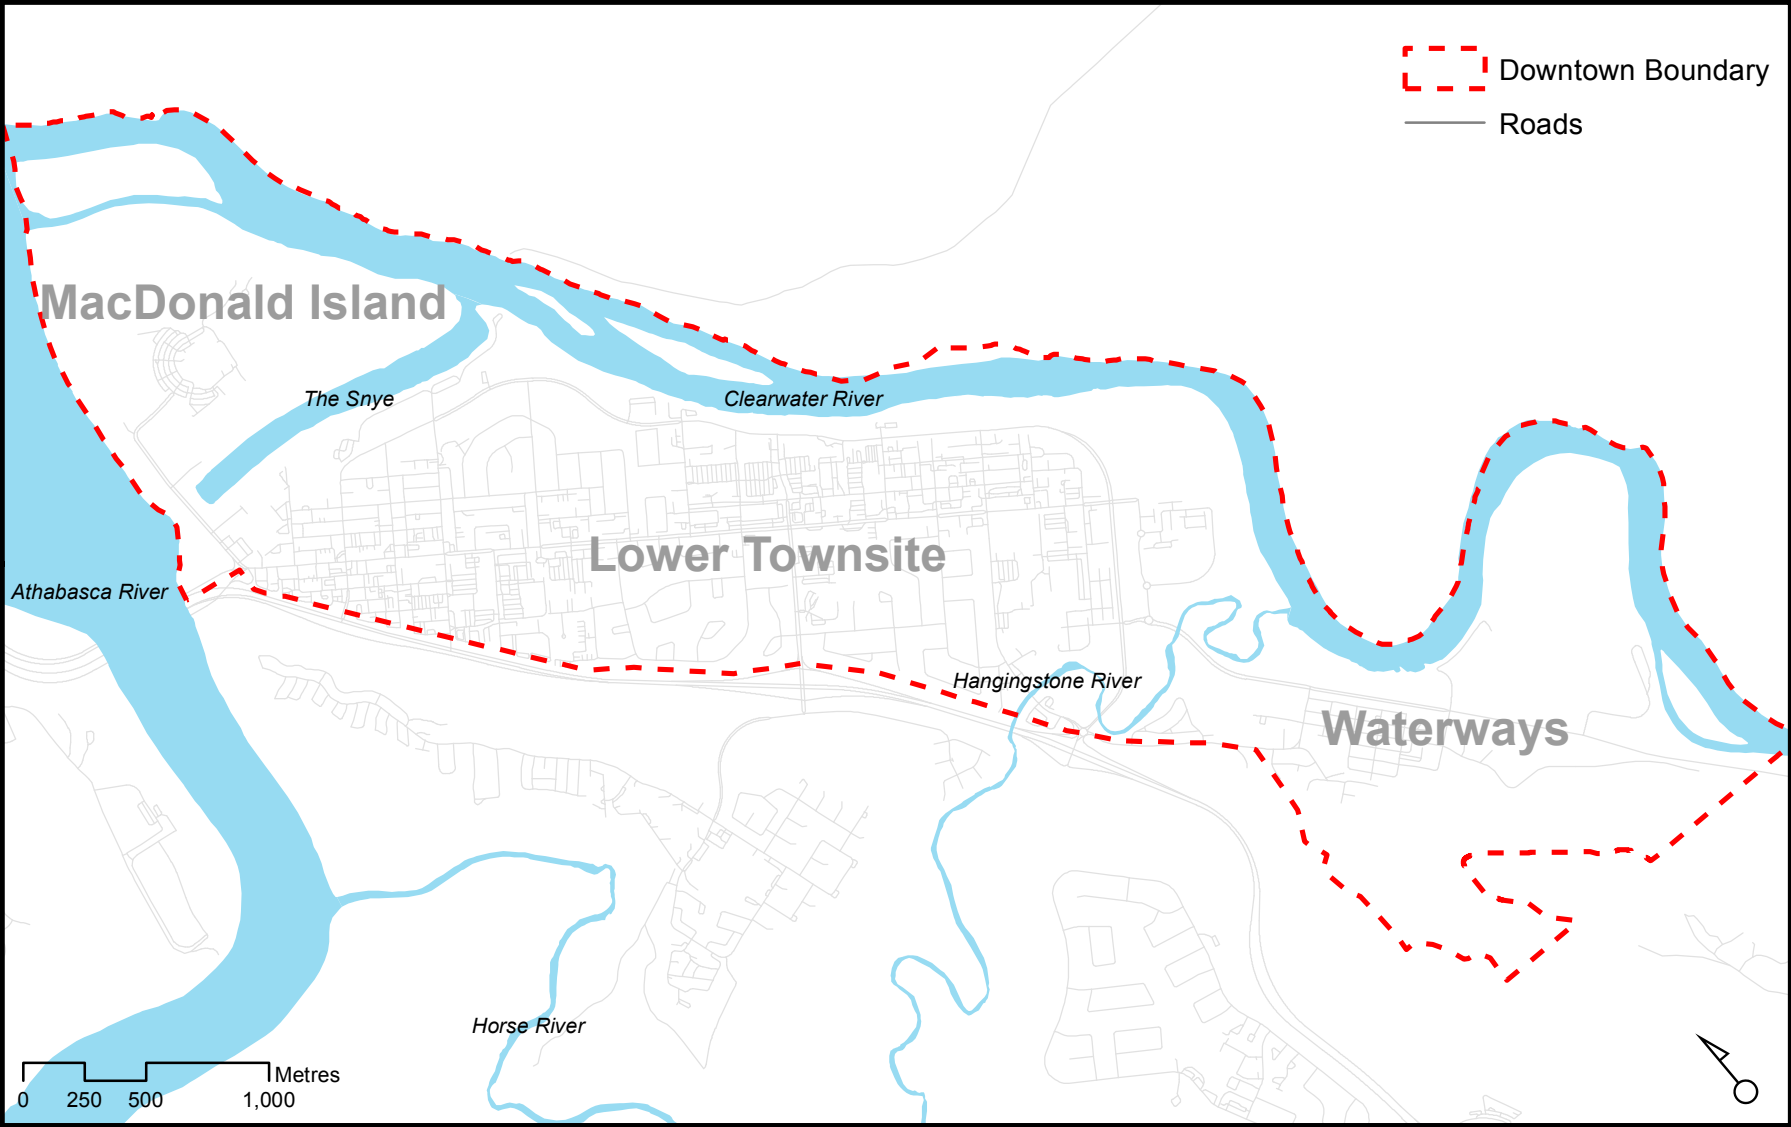 Downtown Boundary
Roads
MacDonald Island
The Snye
Clearwater River
Lower Townsite
Athabasca River
Hangingstone River
Waterways
Horse River
Metres
0 250 500 1,000